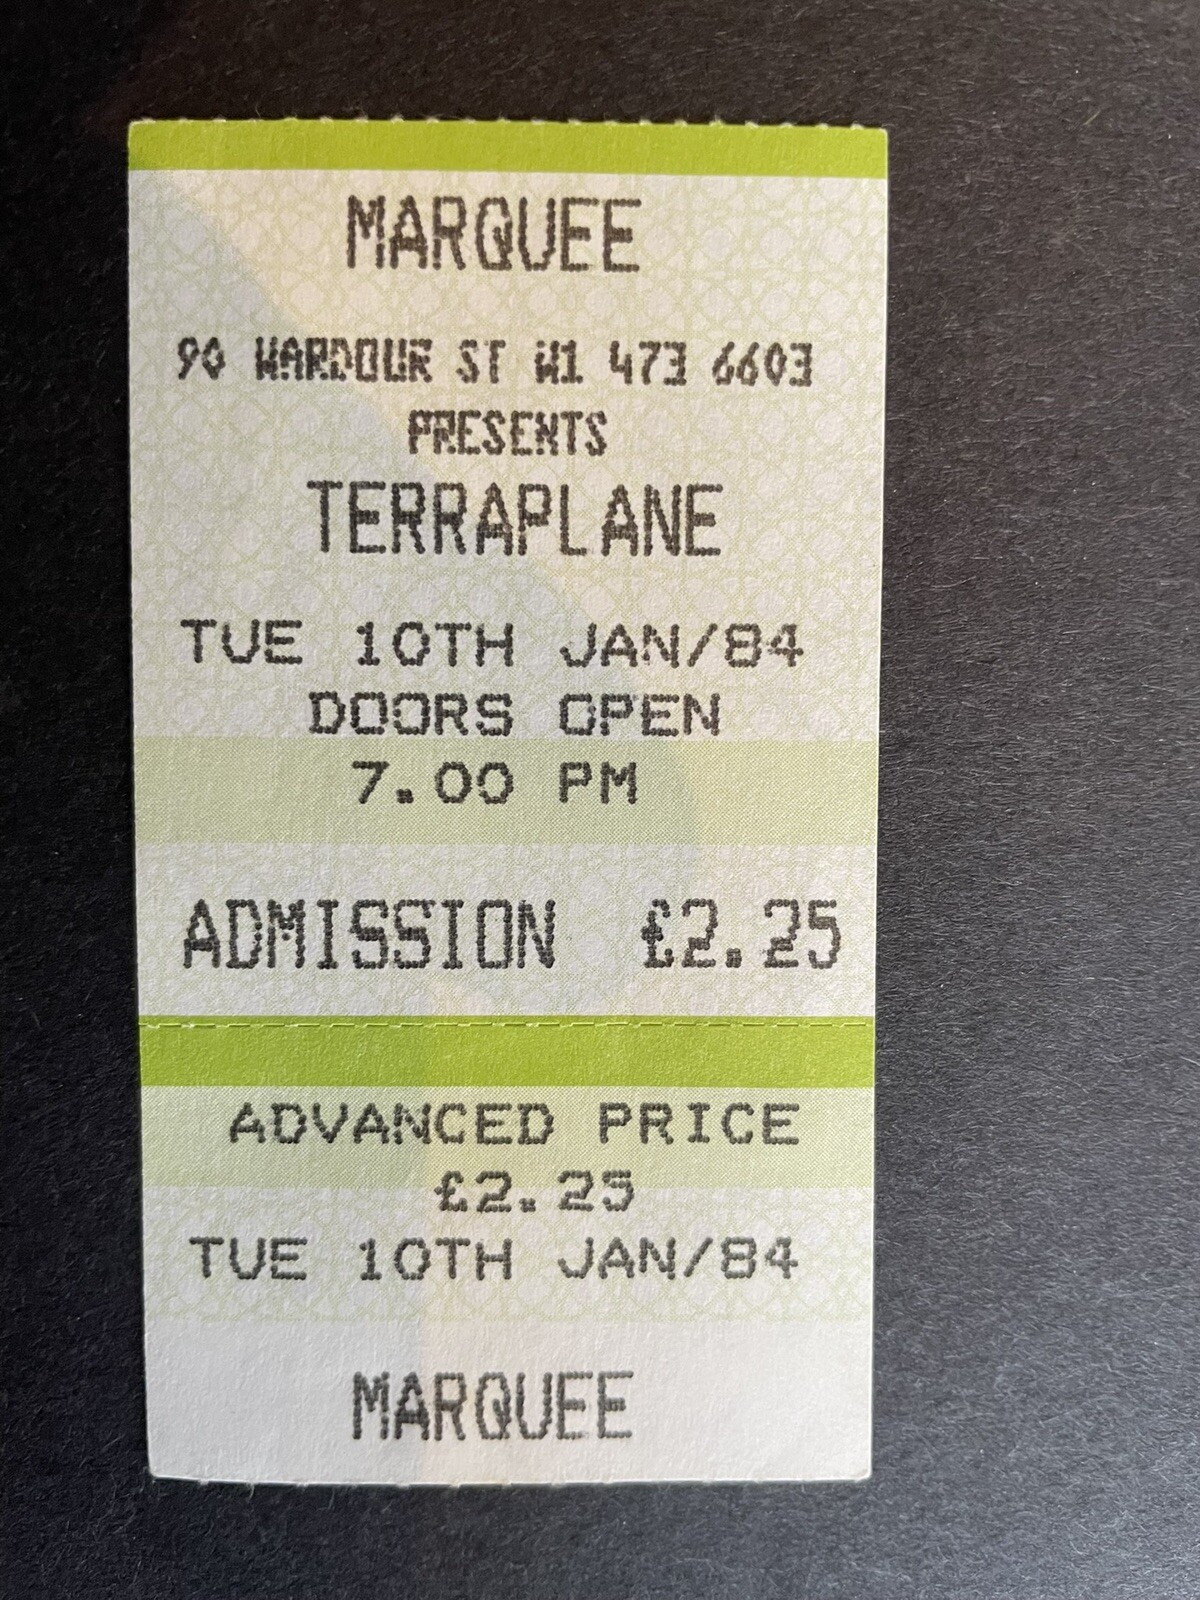 MARQUEE
90 WARDOUR ST W1 473 6603
PRESENTS
TERRAPLANE
TUE 10TH JAN/84
DOORS OPEN
7.00 PM
ADMISSION £2.25
ADVANCED PRICE
£2.25
TUE 10TH JAN/84
MARQUEE